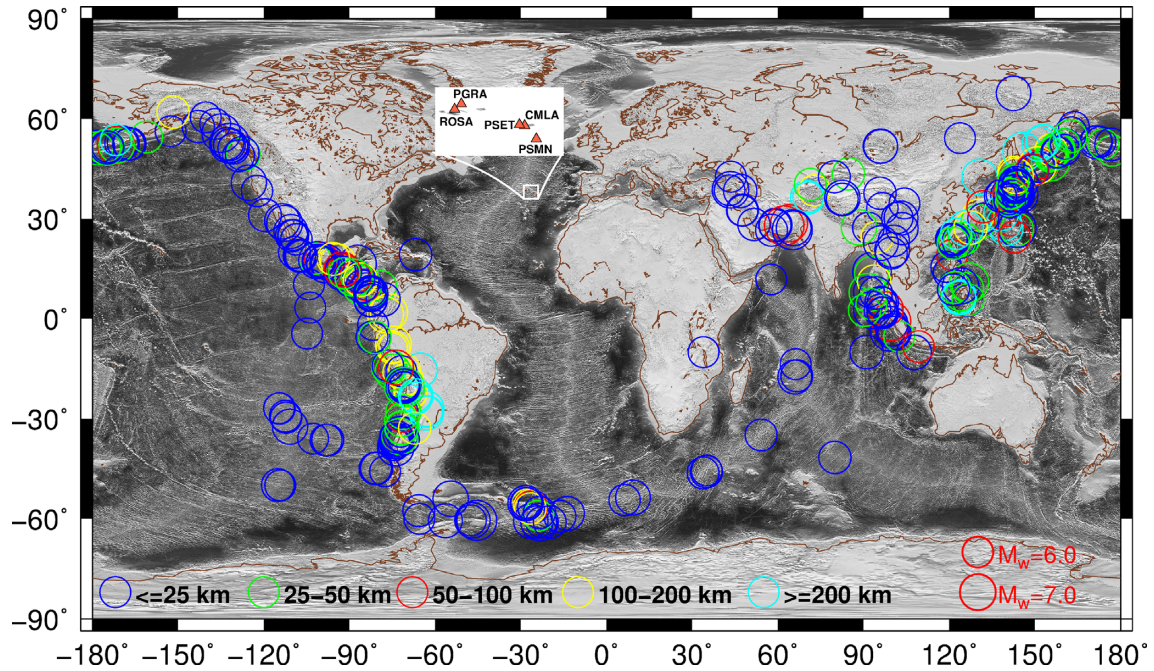 90˚
60˚
30˚
0˚
−30˚
−60˚
−90˚
PGRA
ROSA
CMLA
PSET
PSMN
M_w=6.0
M_w=7.0
<=25 km
25−50 km
50−100 km
100−200 km
>=200 km
−180˚ −150˚ −120˚ −90˚ −60˚ −30˚ 0˚ 30˚ 60˚ 90˚ 120˚ 150˚ 180˚